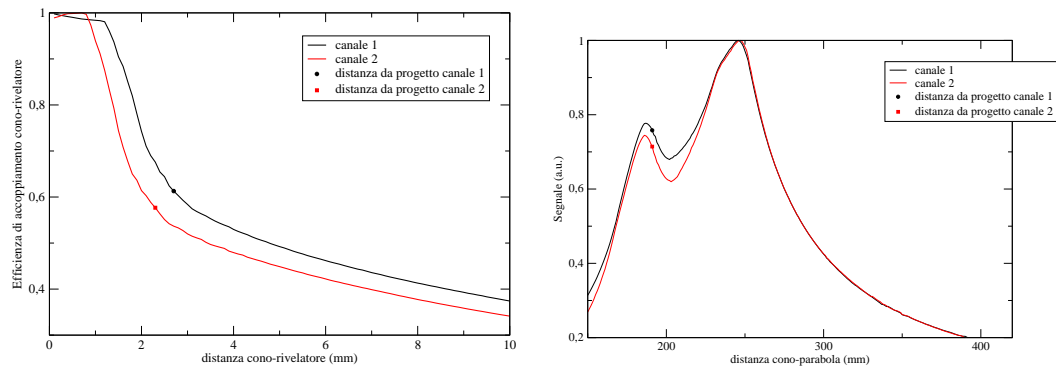 canale 1
canale 2
distanza da progetto canale 1
distanza da progetto canale 2
Efficienza di accoppiamento cono-rivelatore
1
0,8
0,6
0,4
0
2
4
6
8
10
distanza cono-rivelatore (mm)
canale 1
canale 2
distanza da progetto canale 1
distanza da progetto canale 2
Segnale (a.u.)
1
0,8
0,6
0,4
0,2
200
300
400
distanza cono-parabola (mm)